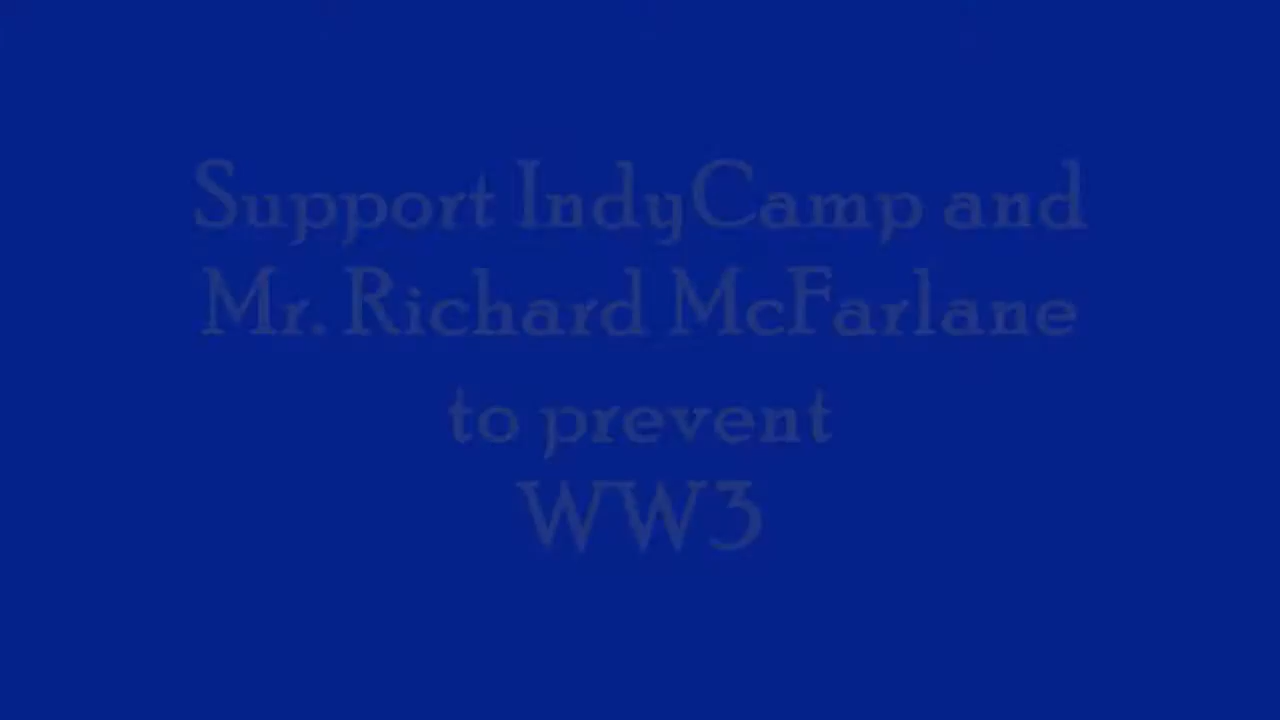 Support IndyCamp and
Mr. Richard McFarlane
to prevent
WW3